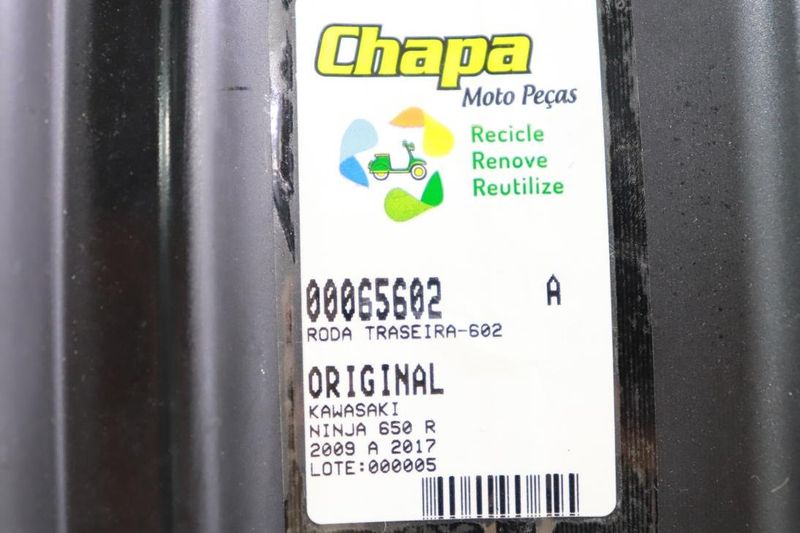 Chapa
Moto Peças
Recicle
Renove
Reutilize
00065602 A
RODA TRASEIRA-602
ORIGINAL
KAWASAKI
NINJA 650 R
2009 A 2017
LOTE:000005